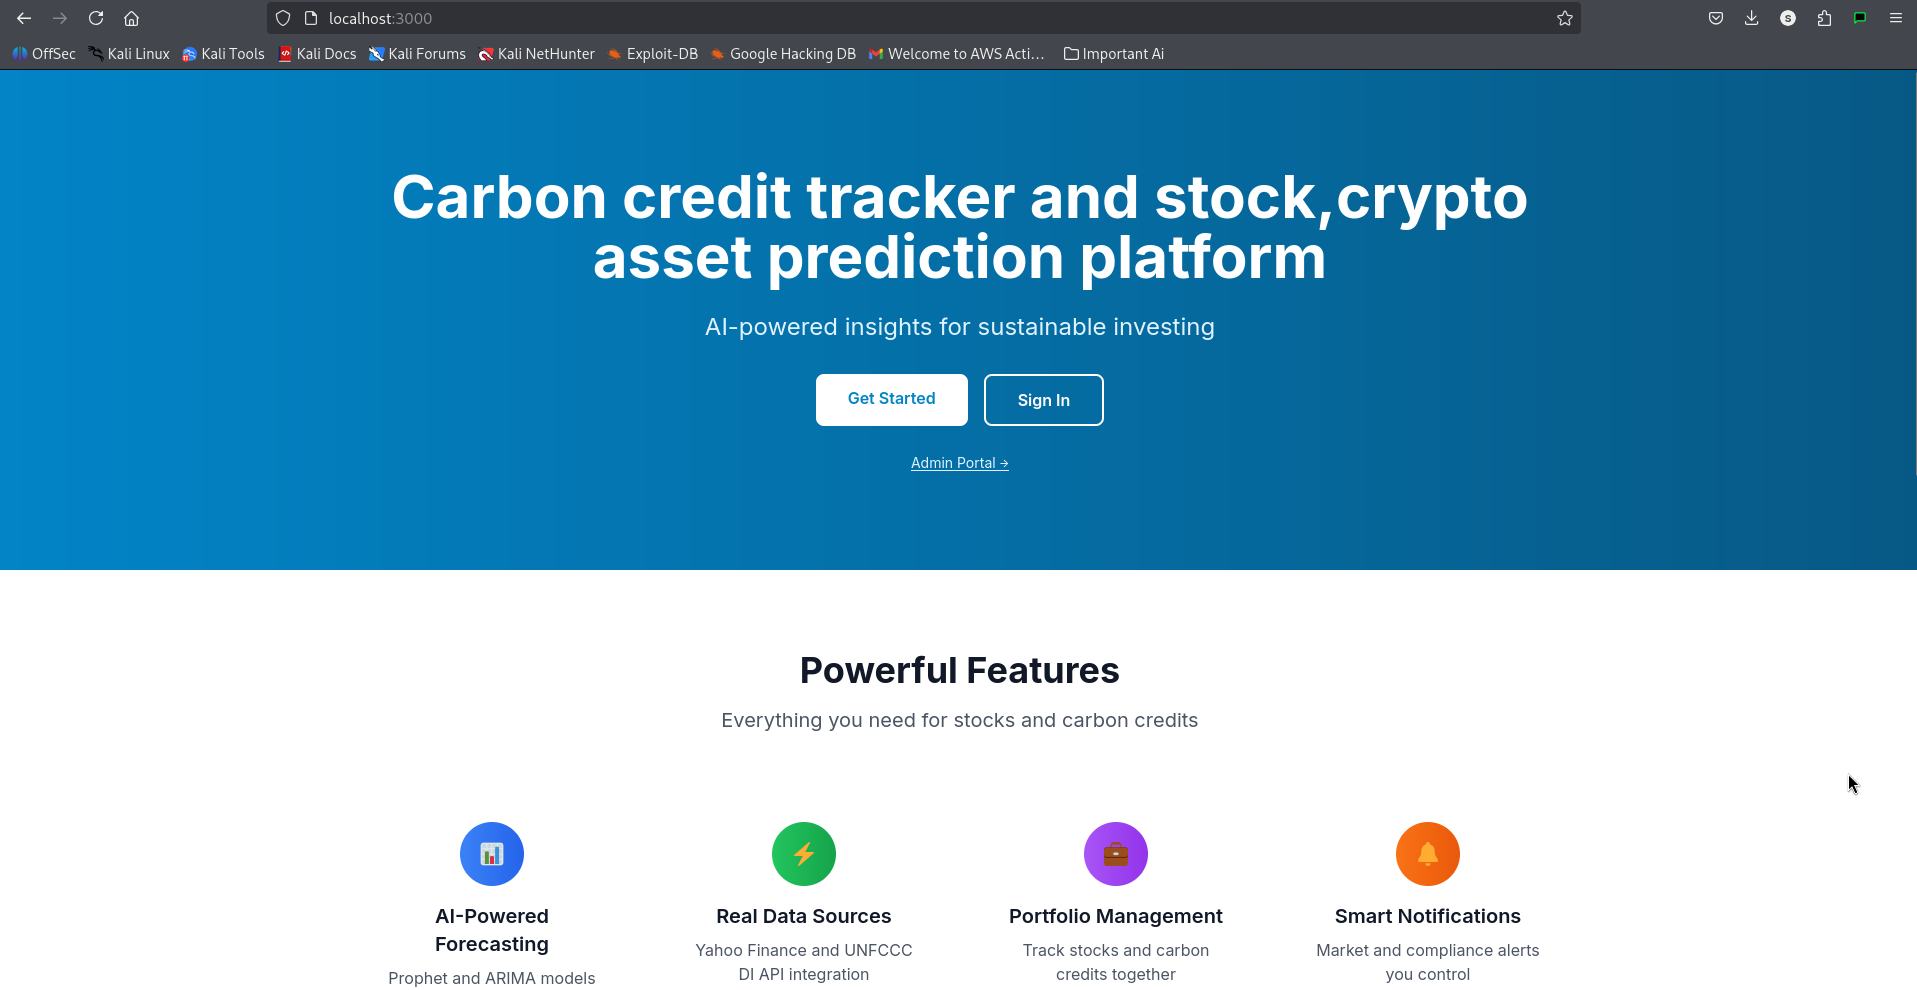 localhost:3000
OffSec Kali Linux Kali Tools Kali Docs Kali Forums Kali NetHunter Exploit-DB Google Hacking DB Welcome to AWS Acti... Important Ai
Carbon credit tracker and stock,crypto
asset prediction platform
AI-powered insights for sustainable investing
Get Started Sign In
Admin Portal →
Powerful Features
Everything you need for stocks and carbon credits
AI-Powered
Forecasting
Prophet and ARIMA models
Real Data Sources
Yahoo Finance and UNFCCC
DI API integration
Portfolio Management
Track stocks and carbon
credits together
Smart Notifications
Market and compliance alerts
you control